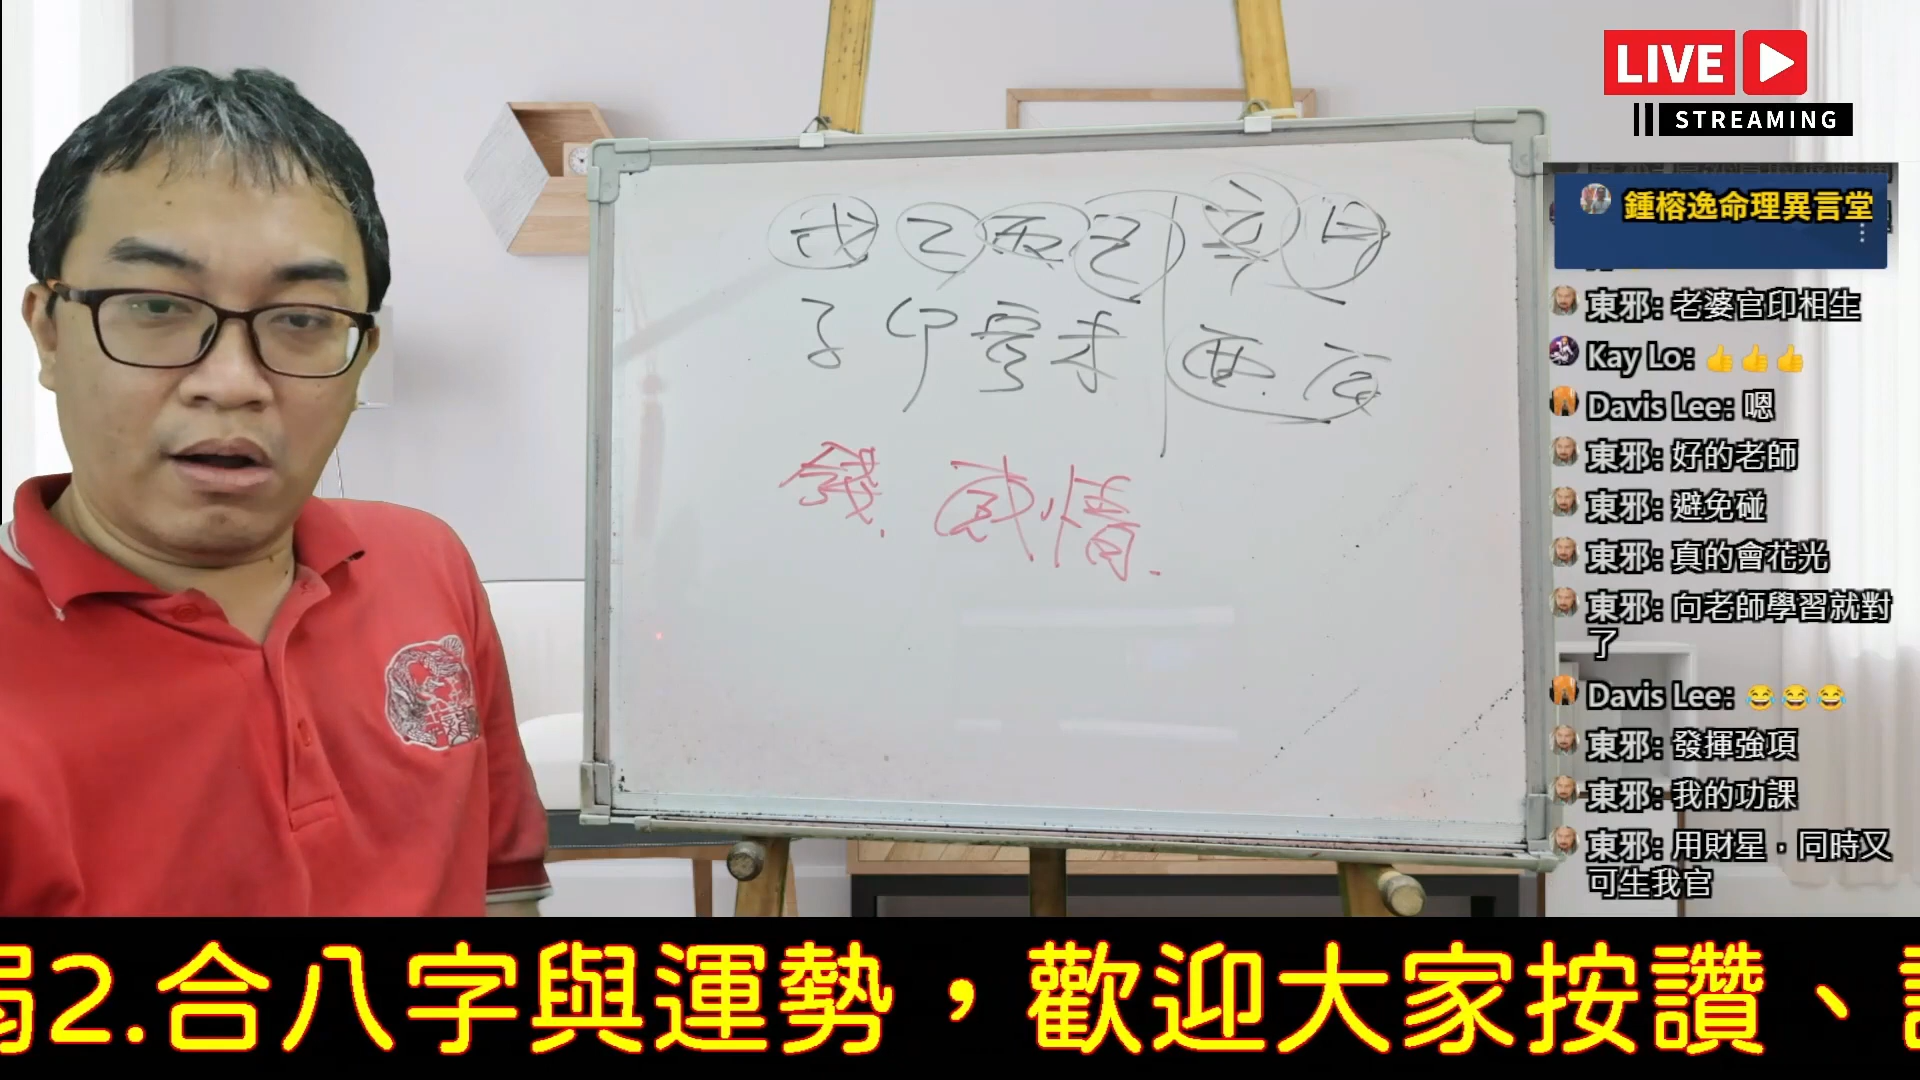 LIVE
STREAMING
鍾榕逸命理異言堂
戊 乙 丙 己 辛 日
子 卯 寅 未 酉
錢. 感情.
東邪: 老婆官印相生
Kay Lo: 👍👍👍
Davis Lee: 嗯
東邪: 好的老師
東邪: 避免碰
東邪: 真的會花光
東邪: 向老師學習就對
了
Davis Lee: 😂😂😂
東邪: 發揮強項
東邪: 我的功課
東邪: 用財星，同時又
可生我官
2.合八字與運勢，歡迎大家按讚、